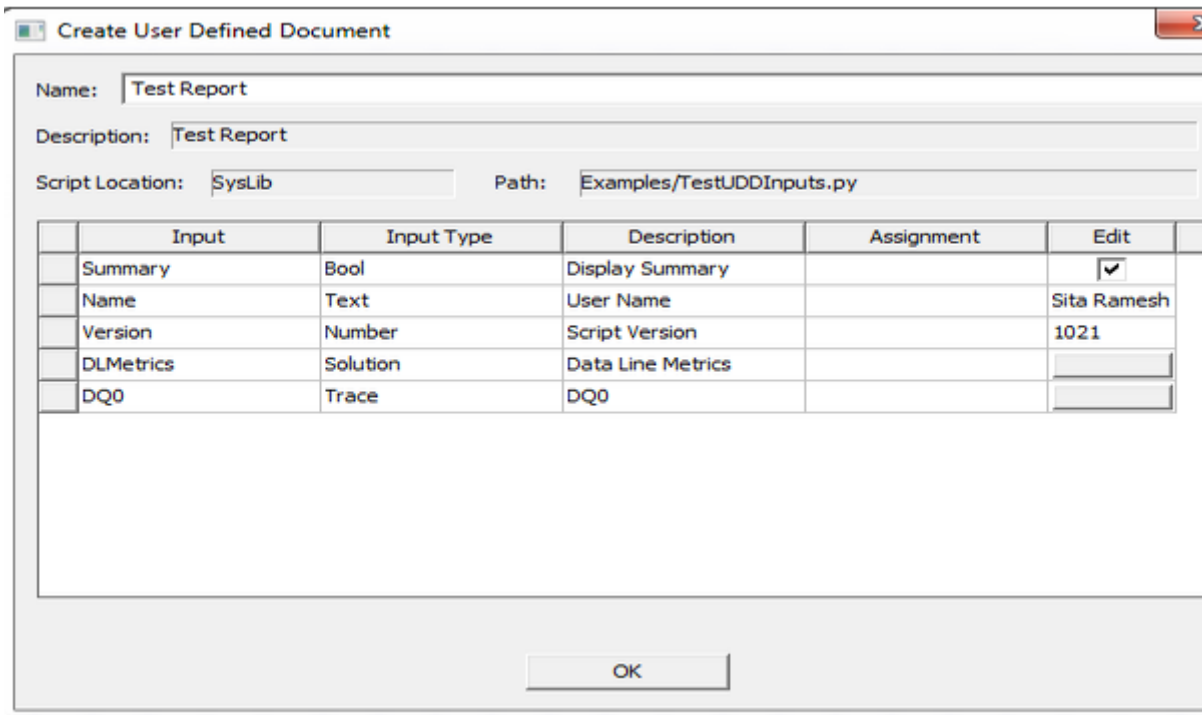 Create User Defined Document
Name: Test Report
Description: Test Report
Script Location: SysLib Path: Examples/TestUDDInputs.py
Input Input Type Description Assignment Edit
Summary Bool Display Summary
Name Text User Name Sita Ramesh
Version Number Script Version 1021
DLMetrics Solution Data Line Metrics
DQ0 Trace DQ0
OK